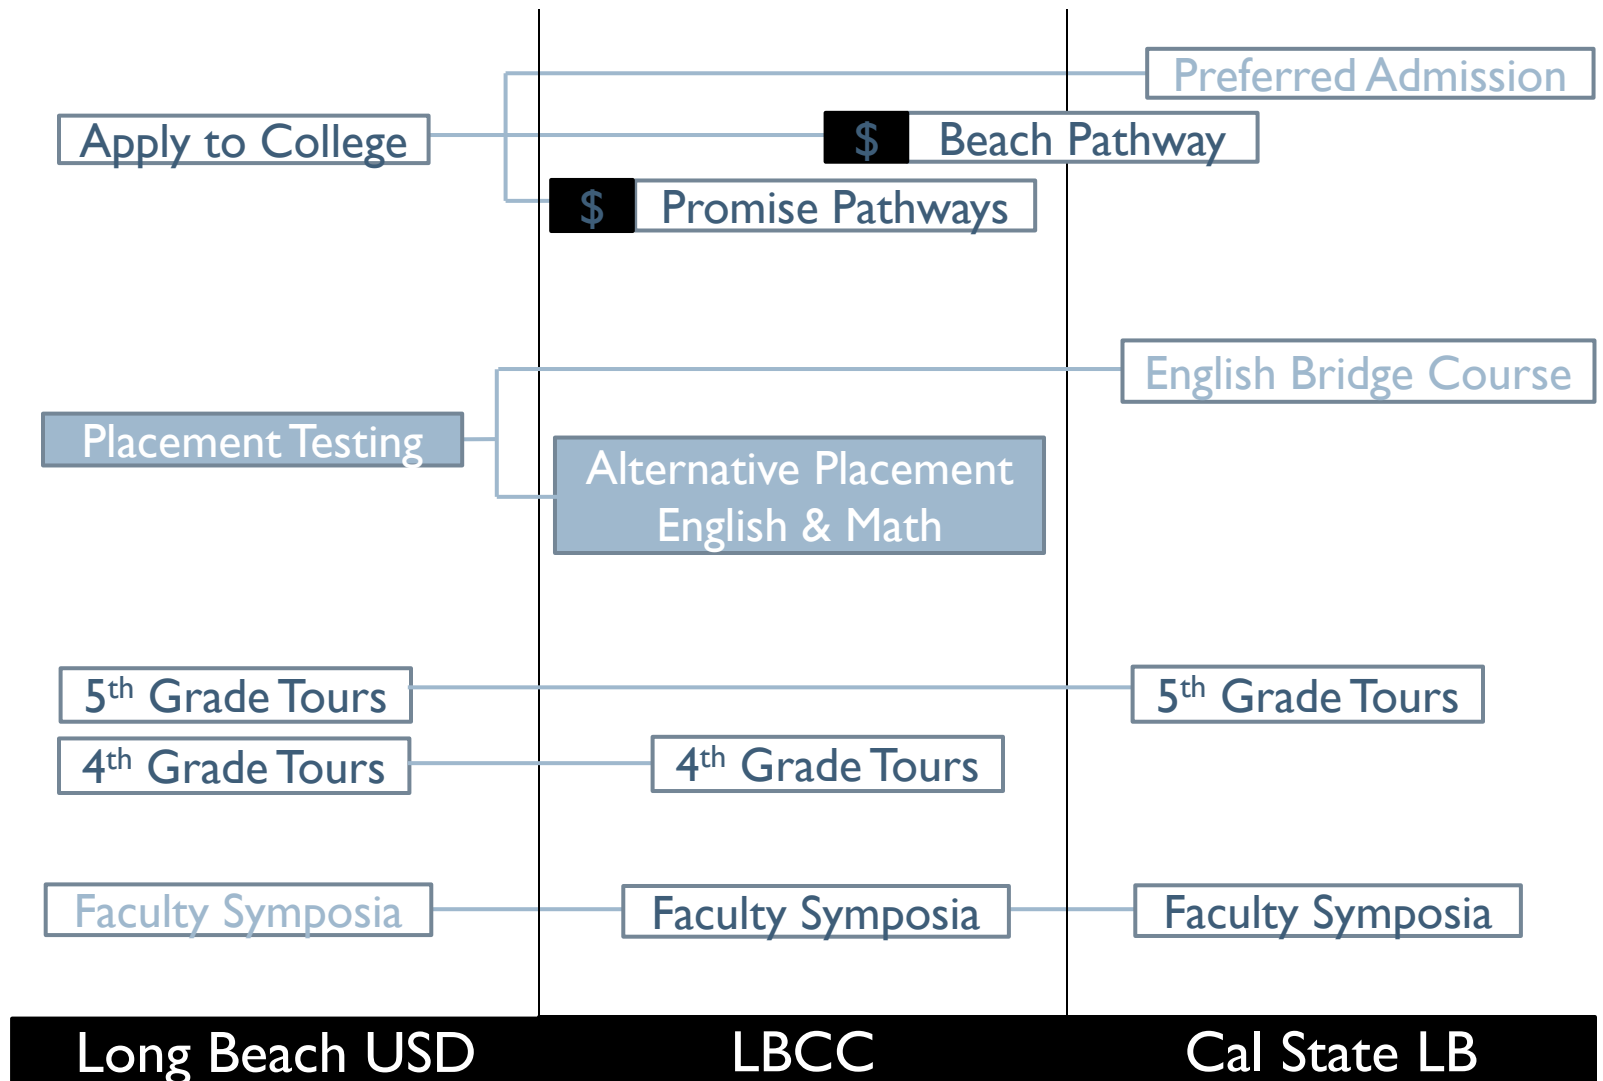 Preferred Admission
Apply to College
$ Beach Pathway
$ Promise Pathways
English Bridge Course
Placement Testing
Alternative Placement
English & Math
5th Grade Tours
5th Grade Tours
4th Grade Tours
4th Grade Tours
Faculty Symposia
Faculty Symposia
Faculty Symposia
Long Beach USD
LBCC
Cal State LB